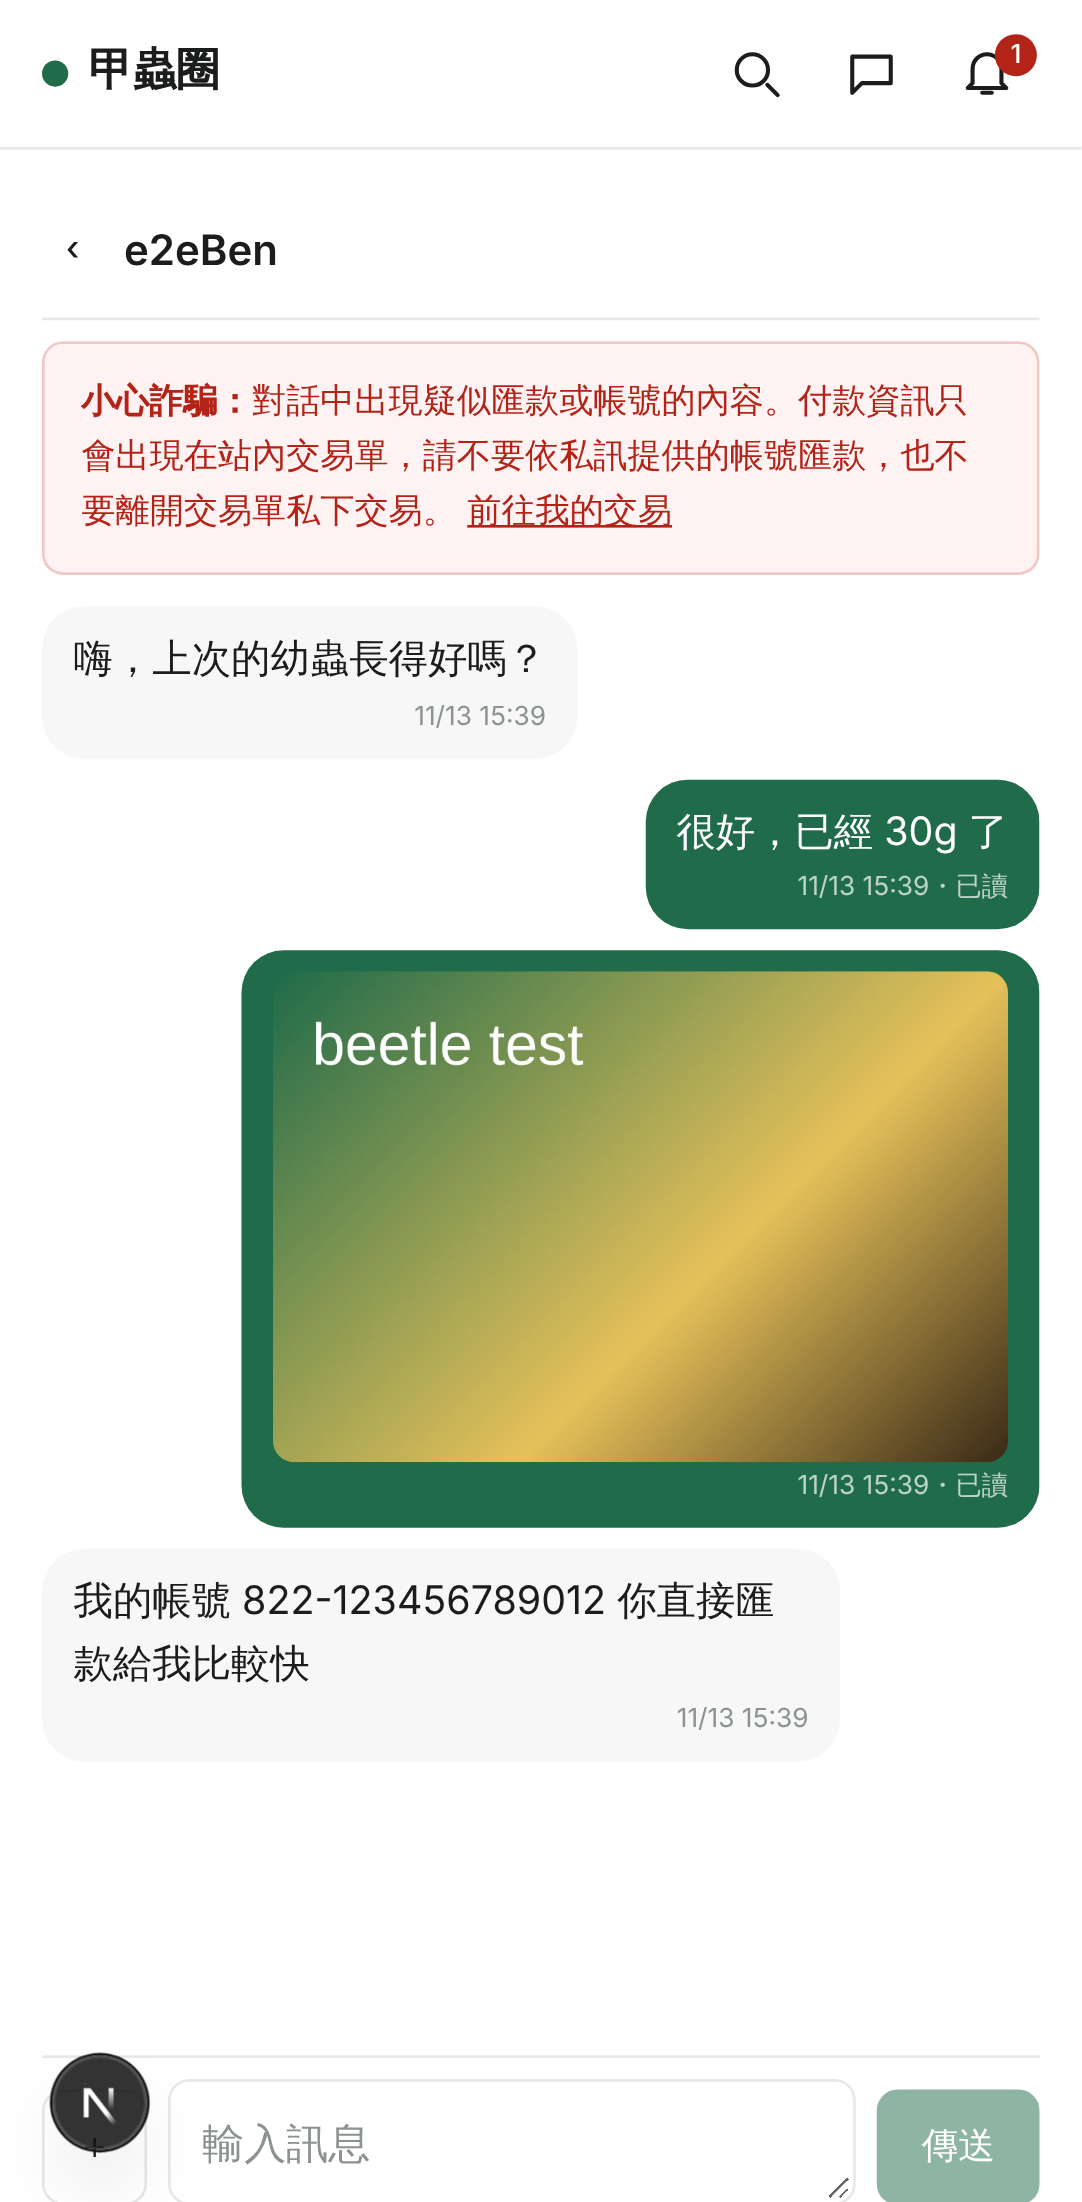 甲蟲圈
1
‹ e2eBen
小心詐騙：對話中出現疑似匯款或帳號的內容。付款資訊只
會出現在站內交易單，請不要依私訊提供的帳號匯款，也不
要離開交易單私下交易。 前往我的交易
嗨，上次的幼蟲長得好嗎？
11/13 15:39
很好，已經 30g 了
11/13 15:39・已讀
beetle test
11/13 15:39・已讀
我的帳號 822-123456789012 你直接匯
款給我比較快
11/13 15:39
N
+
輸入訊息
傳送